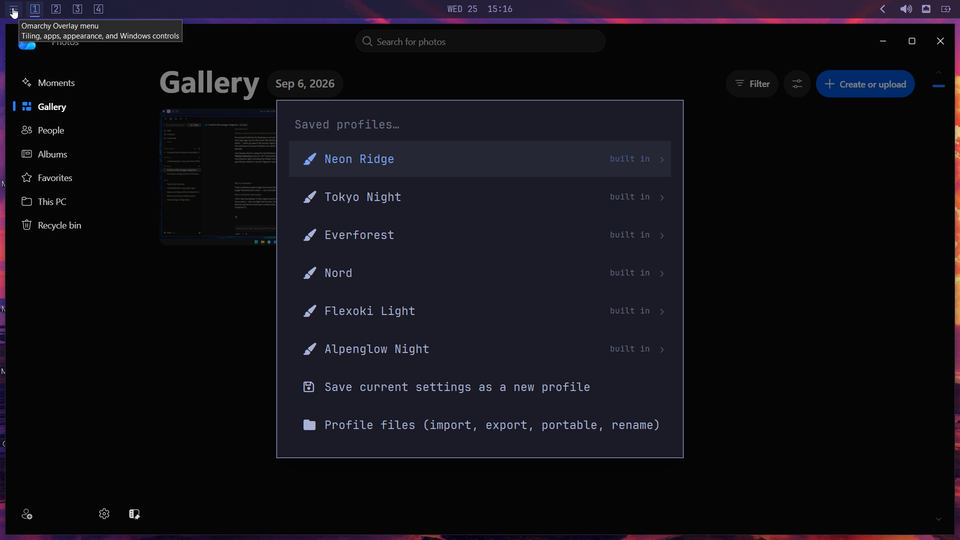 1 2 3 4
WED 25 15:16
Omarchy Overlay menu
Tiling, apps, appearance, and Windows controls
Photos
Search for photos
Moments
Gallery
People
Albums
Favorites
This PC
Recycle bin
Gallery
Sep 6, 2026
Filter
Create or upload
Saved profiles…
Neon Ridge built in
Tokyo Night built in
Everforest built in
Nord built in
Flexoki Light built in
Alpenglow Night built in
Save current settings as a new profile
Profile files (import, export, portable, rename)